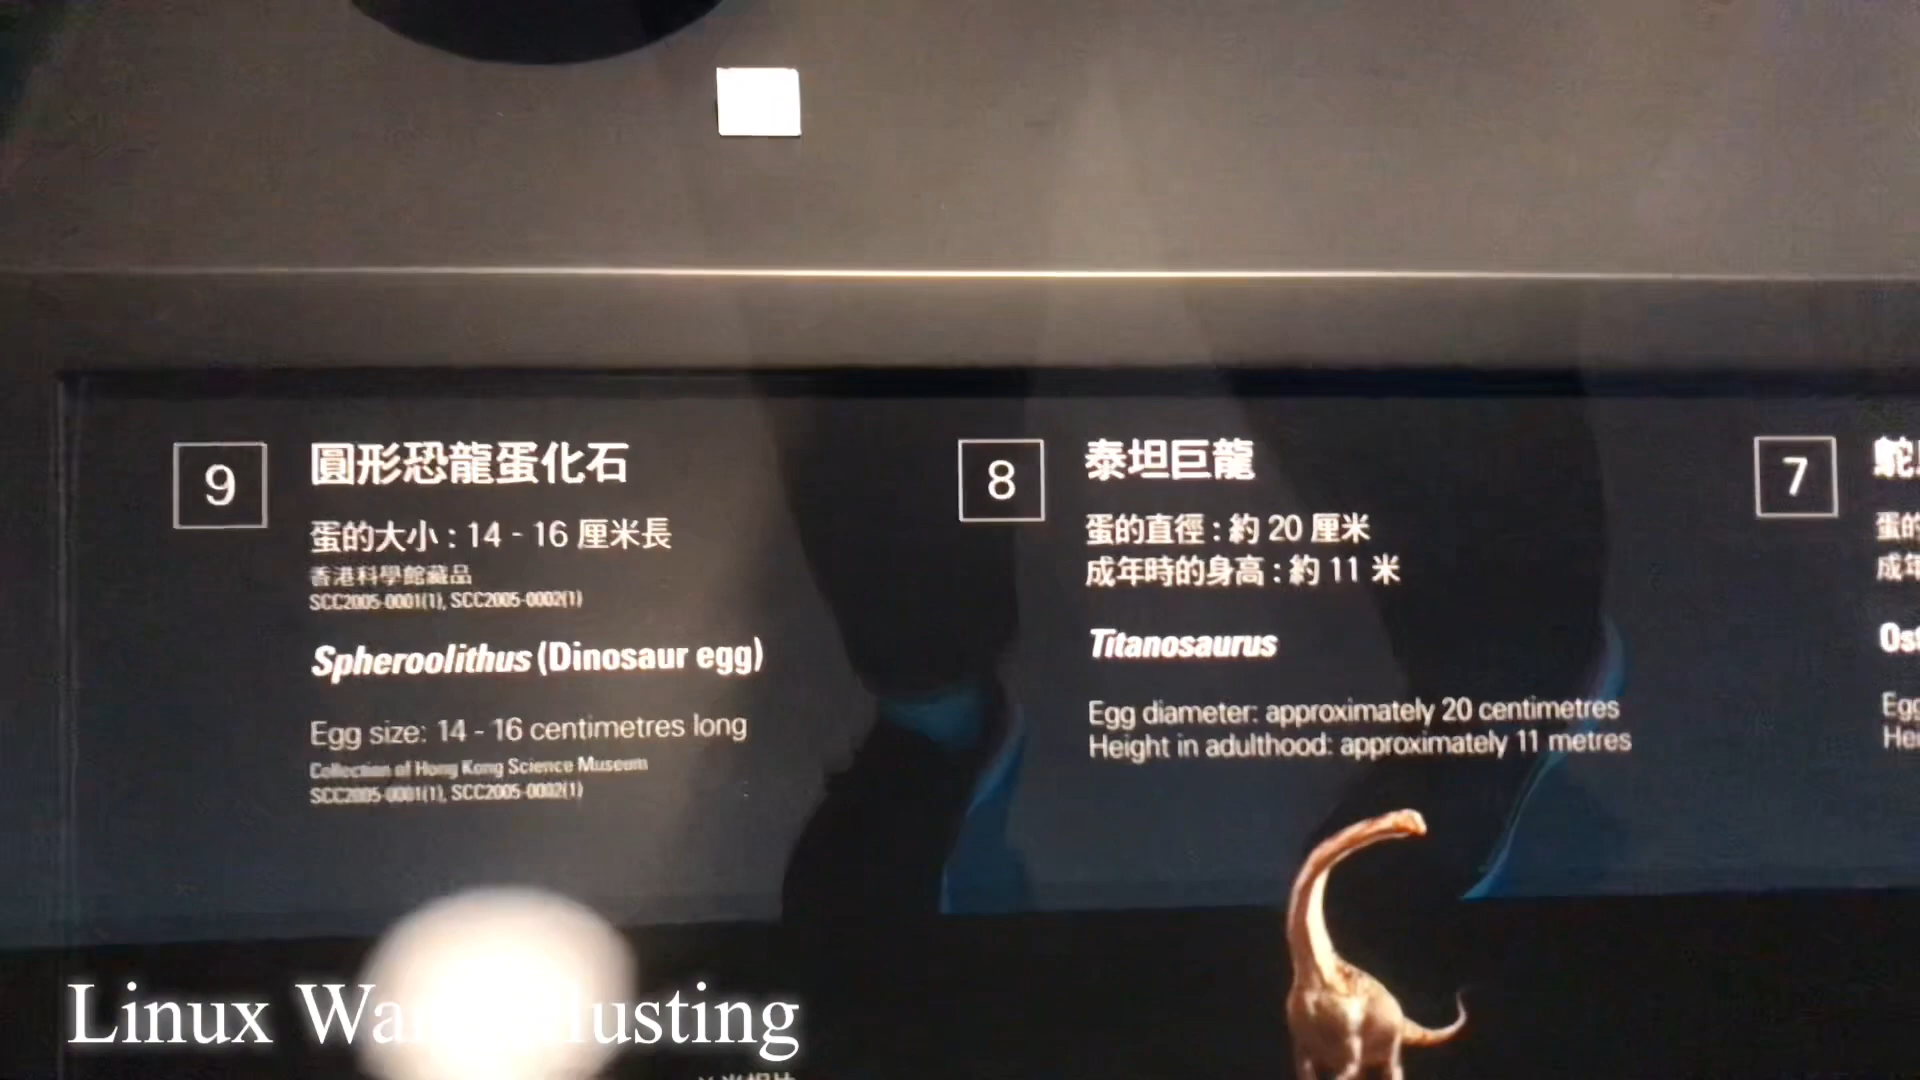 9
圓形恐龍蛋化石
蛋的大小 : 14 - 16 厘米長
香港科學館藏品
SCC2005-0001(1), SCC2005-0002(1)
Spheroolithus (Dinosaur egg)
Egg size: 14 - 16 centimetres long
Collection of Hong Kong Science Museum
SCC2005-0001(1), SCC2005-0002(1)
8
泰坦巨龍
蛋的直徑 : 約 20 厘米
成年時的身高 : 約 11 米
Titanosaurus
Egg diameter: approximately 20 centimetres
Height in adulthood: approximately 11 metres
7
蛋的
成年
Linux